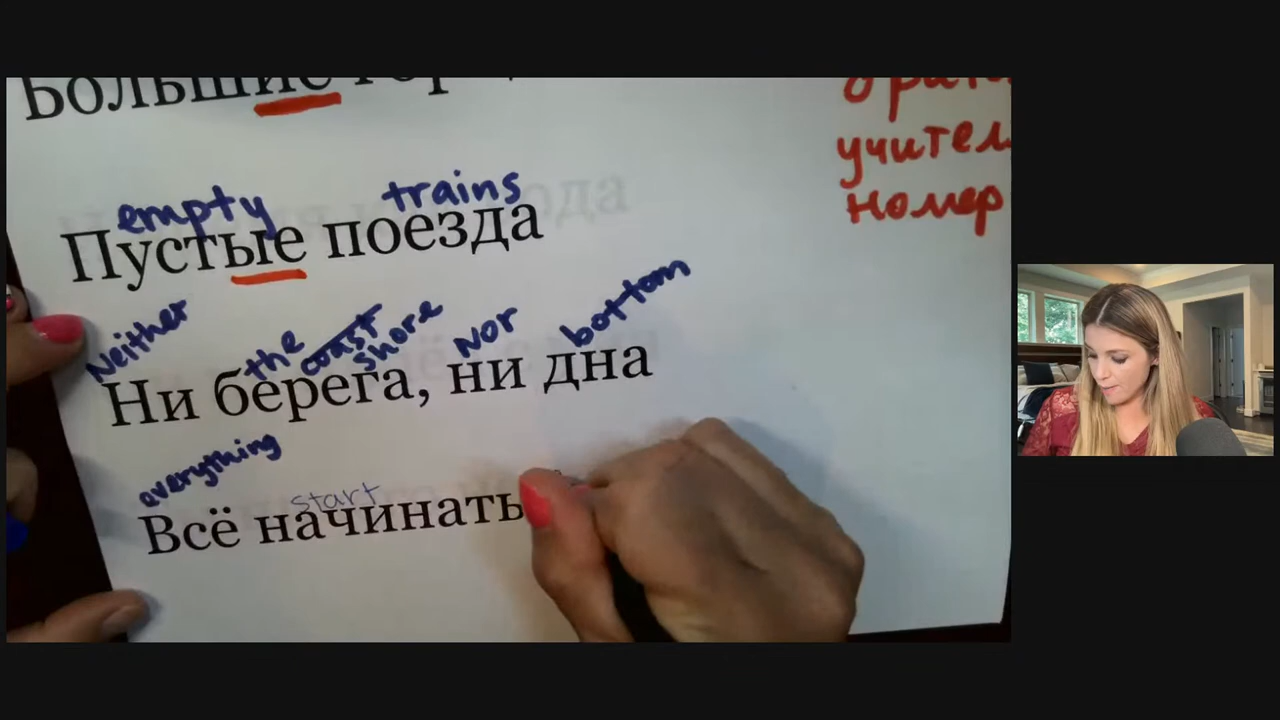 Большие
empty trains
Пустые поезда
Neither the coast shore Nor bottom
Ни берега, ни дна
everything start
Всё начинать
номер